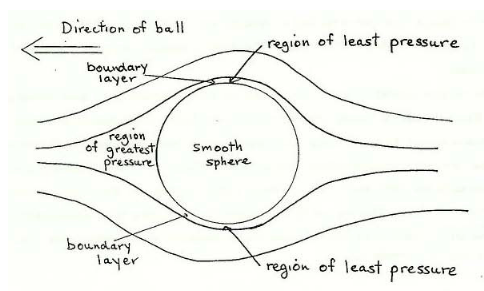 Direction of ball
region of least pressure
boundary
layer
region
of greatest
pressure
smooth
sphere
boundary
layer
region of least pressure